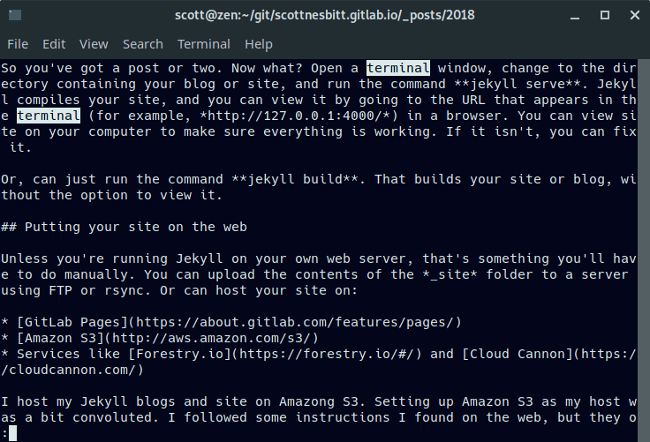 scott@zen:~/git/scottnesbitt.gitlab.io/_posts/2018
File Edit View Search Terminal Help
So you've got a post or two. Now what? Open a terminal window, change to the dir
ectory containing your blog or site, and run the command **jekyll serve**. Jekyl
l compiles your site, and you can view it by going to the URL that appears in th
e terminal (for example, *http://127.0.0.1:4000/*) in a browser. You can view si
te on your computer to make sure everything is working. If it isn't, you can fix
 it.
Or, can just run the command **jekyll build**. That builds your site or blog, wi
thout the option to view it.
## Putting your site on the web
Unless you're running Jekyll on your own web server, that's something you'll hav
e to do manually. You can upload the contents of the *_site* folder to a server
using FTP or rsync. Or can host your site on:
* [GitLab Pages](https://about.gitlab.com/features/pages/)
* [Amazon S3](http://aws.amazon.com/s3/)
* Services like [Forestry.io](https://forestry.io/#/) and [Cloud Cannon](https:/
/cloudcannon.com/)
I host my Jekyll blogs and site on Amazong S3. Setting up Amazon S3 as my host w
as a bit convoluted. I followed some instructions I found on the web, but they o
: